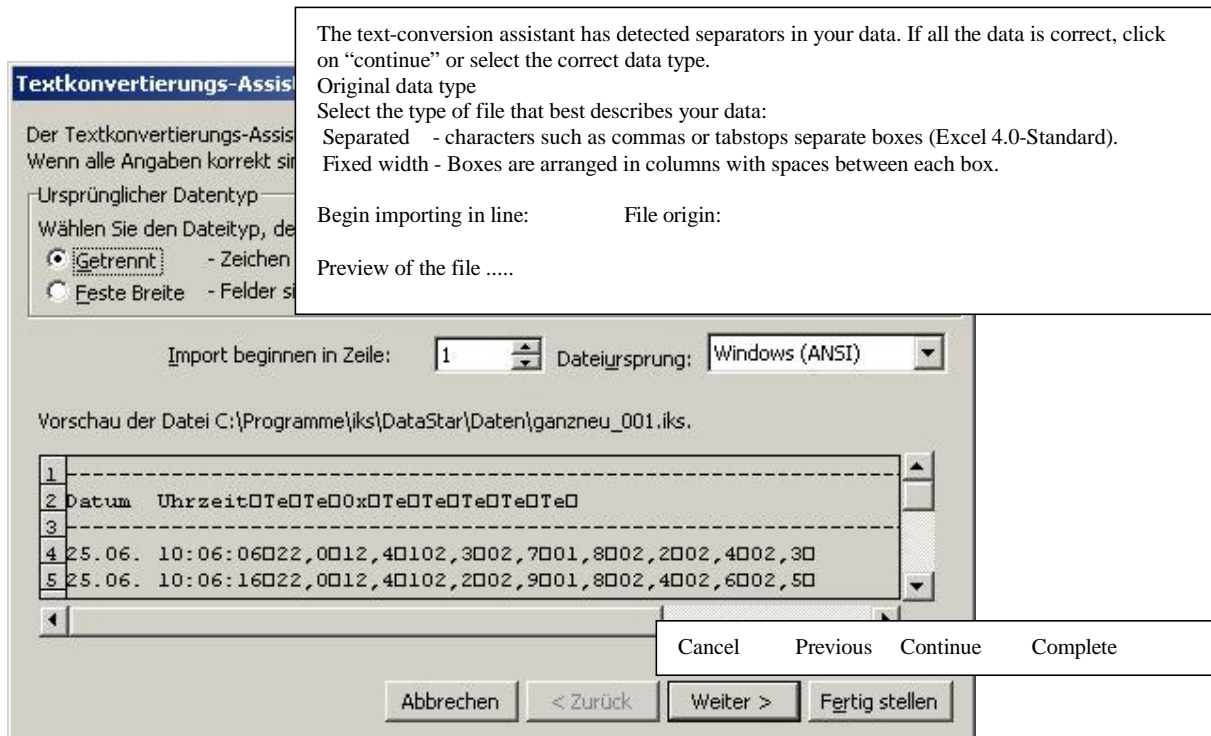 The text-conversion assistant has detected separators in your data. If all the data is correct, click
on “continue” or select the correct data type.
Original data type
Select the type of file that best describes your data:
Separated - characters such as commas or tabstops separate boxes (Excel 4.0-Standard).
Fixed width - Boxes are arranged in columns with spaces between each box.
Begin importing in line: File origin:
Preview of the file .....
Textkonvertierungs-Assis
Der Textkonvertierungs-Assis
Wenn alle Angaben korrekt sin
Ursprünglicher Datentyp
Wählen Sie den Dateityp, de
Getrennt - Zeichen
Feste Breite - Felder si
Import beginnen in Zeile: 1 Dateiursprung: Windows (ANSI)
Vorschau der Datei C:\Programme\iks\DataStar\Daten\ganzneu_001.iks.
1 ------------------------------------------------------------
2 Datum Uhrzeit□Te□Te□Ox□Te□Te□Te□Te□Te□
3 ------------------------------------------------------------
4 25.06. 10:06:06□22,0□12,4□102,3□02,7□01,8□02,2□02,4□02,3□
5 25.06. 10:06:16□22,0□12,4□102,2□02,9□01,8□02,4□02,6□02,5□
Cancel Previous Continue Complete
Abbrechen < Zurück Weiter > Fertig stellen